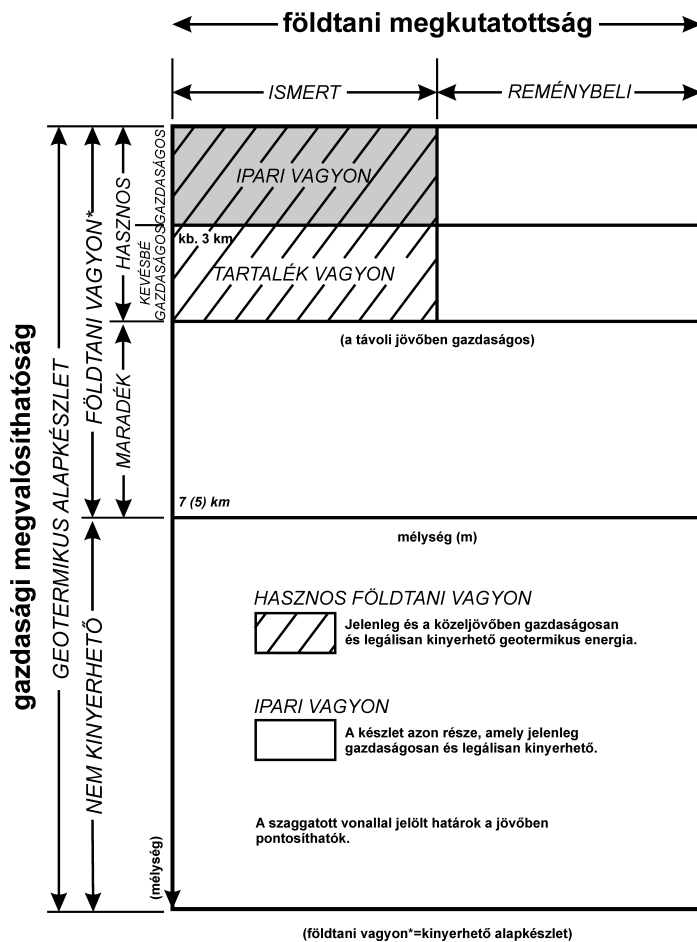 földtani megkutatottság
ISMERT
REMÉNYBELI
gazdasági megvalósíthatóság
GEOTERMIKUS ALAPKÉSZLET
FÖLDTANI VAGYON*
NEM KINYERHETŐ
HASZNOS
MARADÉK
GAZDASÁGOS
KEVÉSBÉ
GAZDASÁGOS
IPARI VAGYON
kb. 3 km
TARTALÉK VAGYON
(a távoli jövőben gazdaságos)
7 (5) km
mélység (m)
HASZNOS FÖLDTANI VAGYON
Jelenleg és a közeljövőben gazdaságosan
és legálisan kinyerhető geotermikus energia.
IPARI VAGYON
A készlet azon része, amely jelenleg
gazdaságosan és legálisan kinyerhető.
A szaggatott vonallal jelölt határok a jövőben
pontosíthatók.
(mélység)
(földtani vagyon*=kinyerhető alapkészlet)